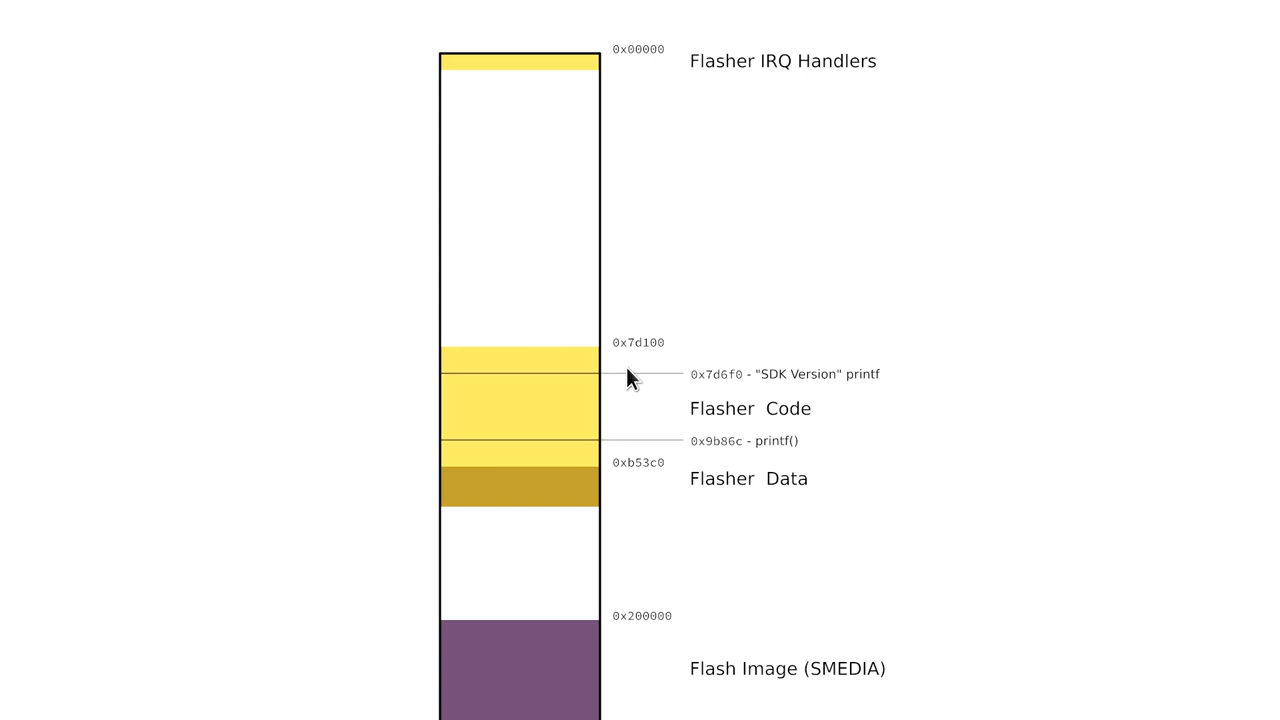 0x00000
Flasher IRQ Handlers
0x7d100
0x7d6f0 - "SDK Version" printf
Flasher Code
0x9b86c - printf()
0xb53c0
Flasher Data
0x200000
Flash Image (SMEDIA)